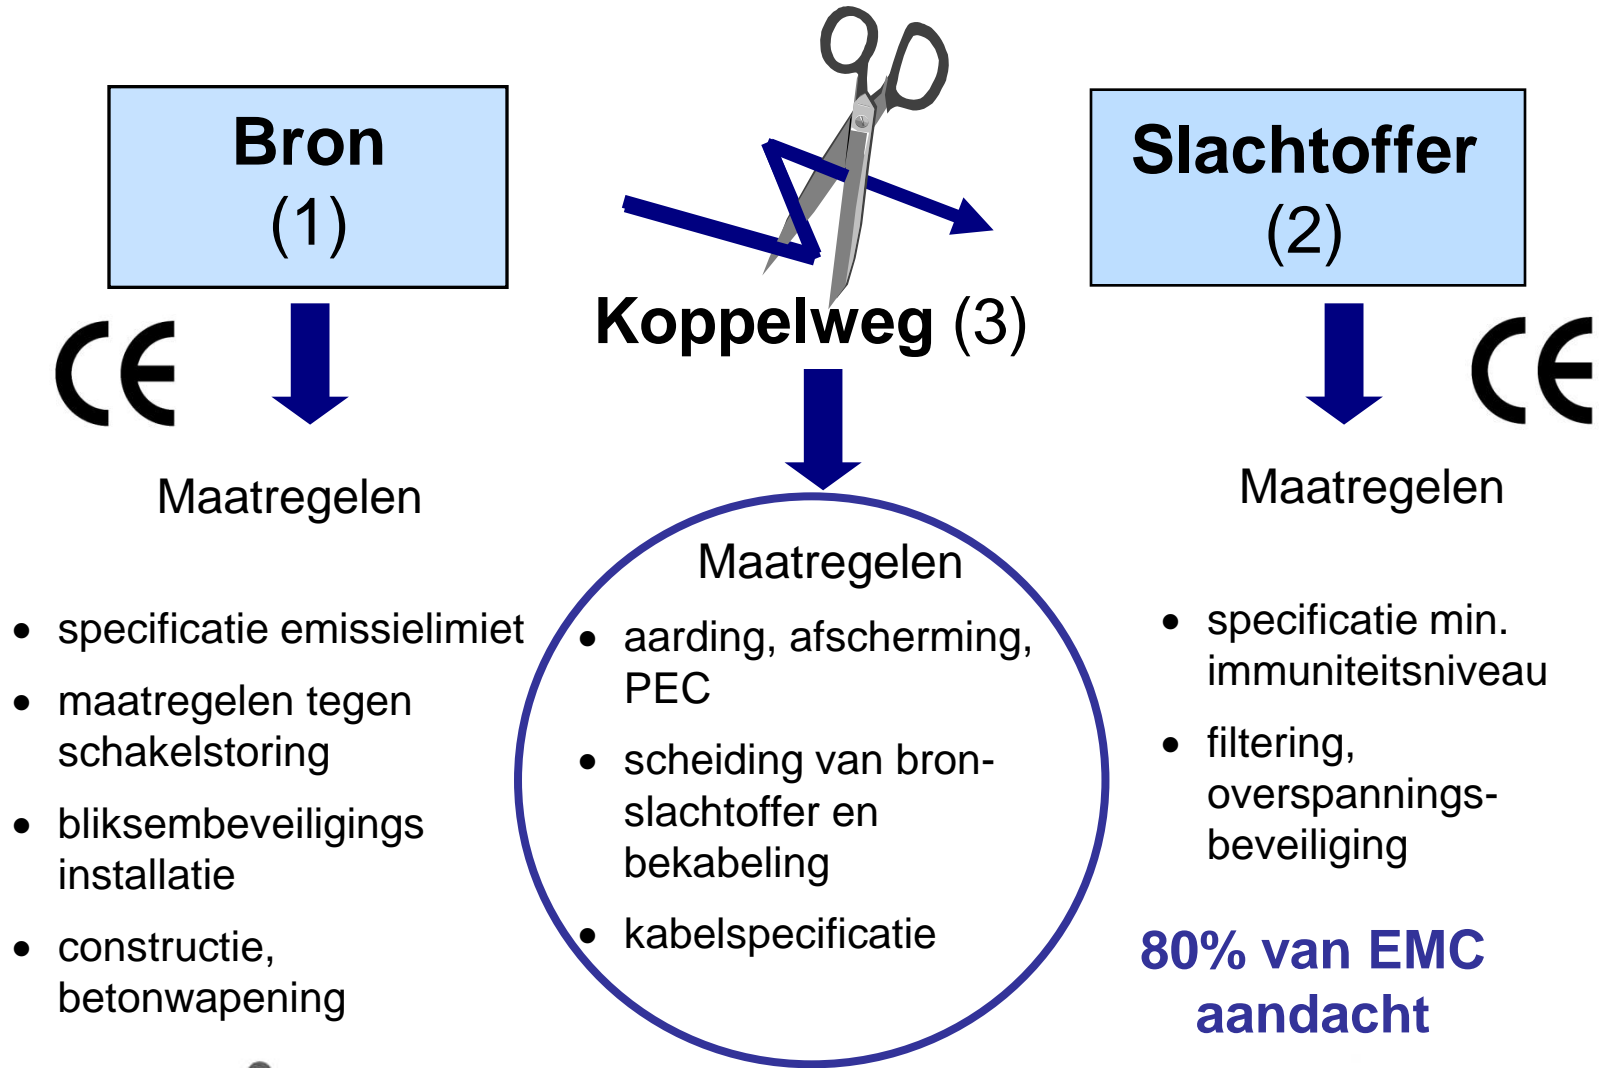 Bron
(1)
CE
Maatregelen
• specificatie emissielimiet
• maatregelen tegen
schakelstoring
• bliksembeveiligings
installatie
• constructie,
betonwapening
Koppelweg (3)
Maatregelen
• aarding, afscherming,
PEC
• scheiding van bron-
slachtoffer en
bekabeling
• kabelspecificatie
Slachtoffer
(2)
CE
Maatregelen
• specificatie min.
immuniteitsniveau
• filtering,
overspannings-
beveiliging
80% van EMC
aandacht